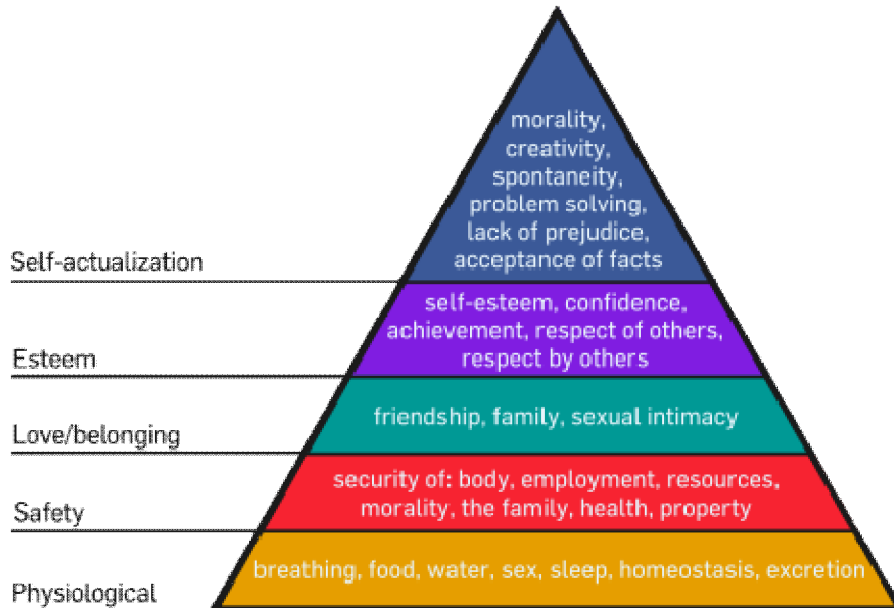 morality,
creativity,
spontaneity,
problem solving,
lack of prejudice,
acceptance of facts
Self-actualization
self-esteem, confidence,
achievement, respect of others,
respect by others
Esteem
friendship, family, sexual intimacy
Love/belonging
security of: body, employment, resources,
morality, the family, health, property
Safety
breathing, food, water, sex, sleep, homeostasis, excretion
Physiological